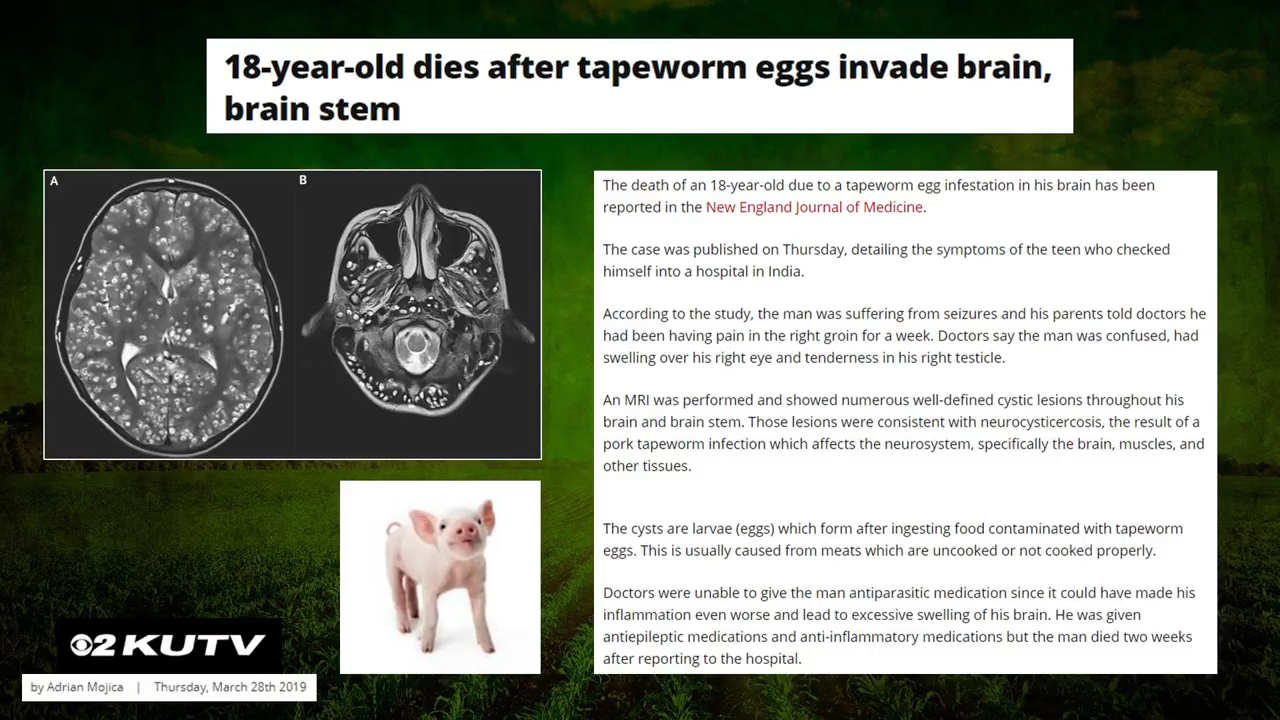 18-year-old dies after tapeworm eggs invade brain,
brain stem
A
B
The death of an 18-year-old due to a tapeworm egg infestation in his brain has been
reported in the New England Journal of Medicine.
The case was published on Thursday, detailing the symptoms of the teen who checked
himself into a hospital in India.
According to the study, the man was suffering from seizures and his parents told doctors he
had been having pain in the right groin for a week. Doctors say the man was confused, had
swelling over his right eye and tenderness in his right testicle.
An MRI was performed and showed numerous well-defined cystic lesions throughout his
brain and brain stem. Those lesions were consistent with neurocysticercosis, the result of a
pork tapeworm infection which affects the neurosystem, specifically the brain, muscles, and
other tissues.
The cysts are larvae (eggs) which form after ingesting food contaminated with tapeworm
eggs. This is usually caused from meats which are uncooked or not cooked properly.
Doctors were unable to give the man antiparasitic medication since it could have made his
inflammation even worse and lead to excessive swelling of his brain. He was given
antiepileptic medications and anti-inflammatory medications but the man died two weeks
after reporting to the hospital.
2 KUTV
by Adrian Mojica | Thursday, March 28th 2019